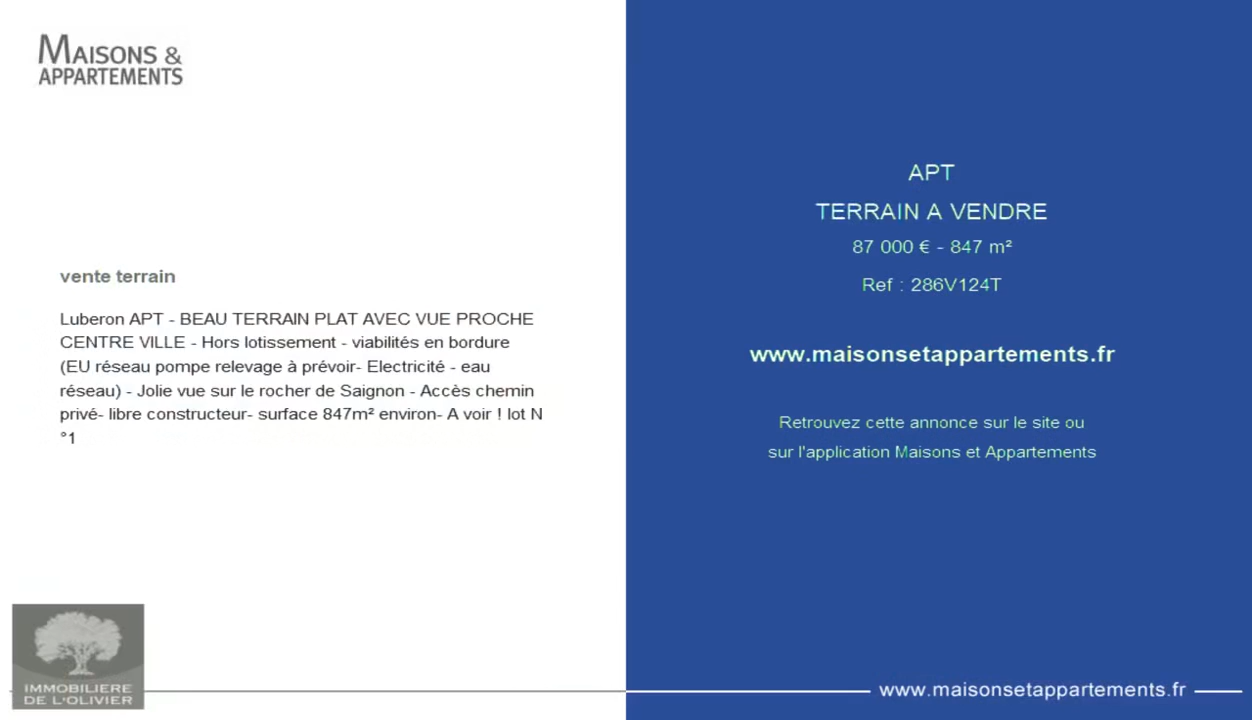 MAISONS &
APPARTEMENTS
vente terrain
Luberon APT - BEAU TERRAIN PLAT AVEC VUE PROCHE
CENTRE VILLE - Hors lotissement - viabilités en bordure
(EU réseau pompe relevage à prévoir- Electricité - eau
réseau) - Jolie vue sur le rocher de Saignon - Accès chemin
privé- libre constructeur- surface 847m² environ- A voir ! lot N
°1
IMMOBILIERE
DE L'OLIVIER
APT
TERRAIN A VENDRE
87 000 € - 847 m²
Ref : 286V124T
www.maisonsetappartements.fr
Retrouvez cette annonce sur le site ou
sur l'application Maisons et Appartements
www.maisonsetappartements.fr